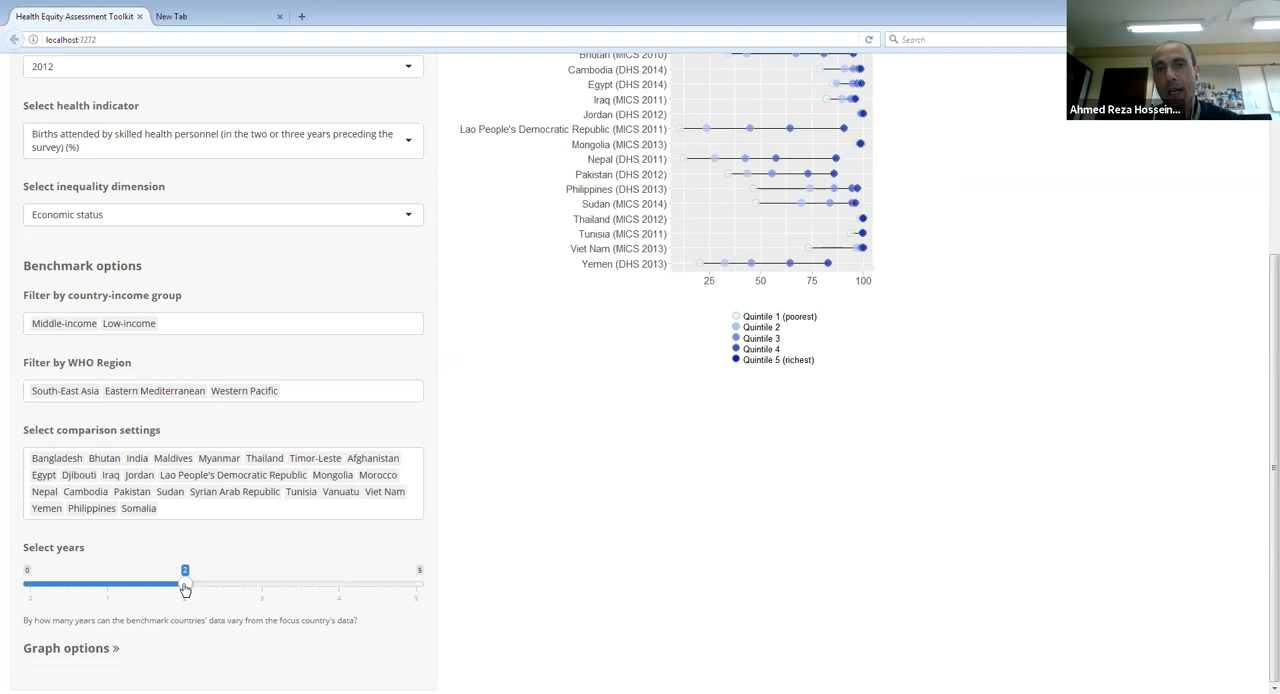 Health Equity Assessment Toolkit
New Tab
localhost:7272
Search
2012
Select health indicator
Births attended by skilled health personnel (in the two or three years preceding the
survey) (%)
Select inequality dimension
Economic status
Benchmark options
Filter by country-income group
Middle-income Low-income
Filter by WHO Region
South-East Asia Eastern Mediterranean Western Pacific
Select comparison settings
Bangladesh Bhutan India Maldives Myanmar Thailand Timor-Leste Afghanistan
Egypt Djibouti Iraq Jordan Lao People's Democratic Republic Mongolia Morocco
Nepal Cambodia Pakistan Sudan Syrian Arab Republic Tunisia Vanuatu Viet Nam
Yemen Philippines Somalia
Select years
0 2 5
0 1 2 3 4 5
By how many years can the benchmark countries' data vary from the focus country's data?
Graph options »
Bhutan (MICS 2010)
Cambodia (DHS 2014)
Egypt (DHS 2014)
Iraq (MICS 2011)
Jordan (DHS 2012)
Lao People's Democratic Republic (MICS 2011)
Mongolia (MICS 2013)
Nepal (DHS 2011)
Pakistan (DHS 2012)
Philippines (DHS 2013)
Sudan (MICS 2014)
Thailand (MICS 2012)
Tunisia (MICS 2011)
Viet Nam (MICS 2013)
Yemen (DHS 2013)
25 50 75 100
Quintile 1 (poorest)
Quintile 2
Quintile 3
Quintile 4
Quintile 5 (richest)
Ahmed Reza Hossein...